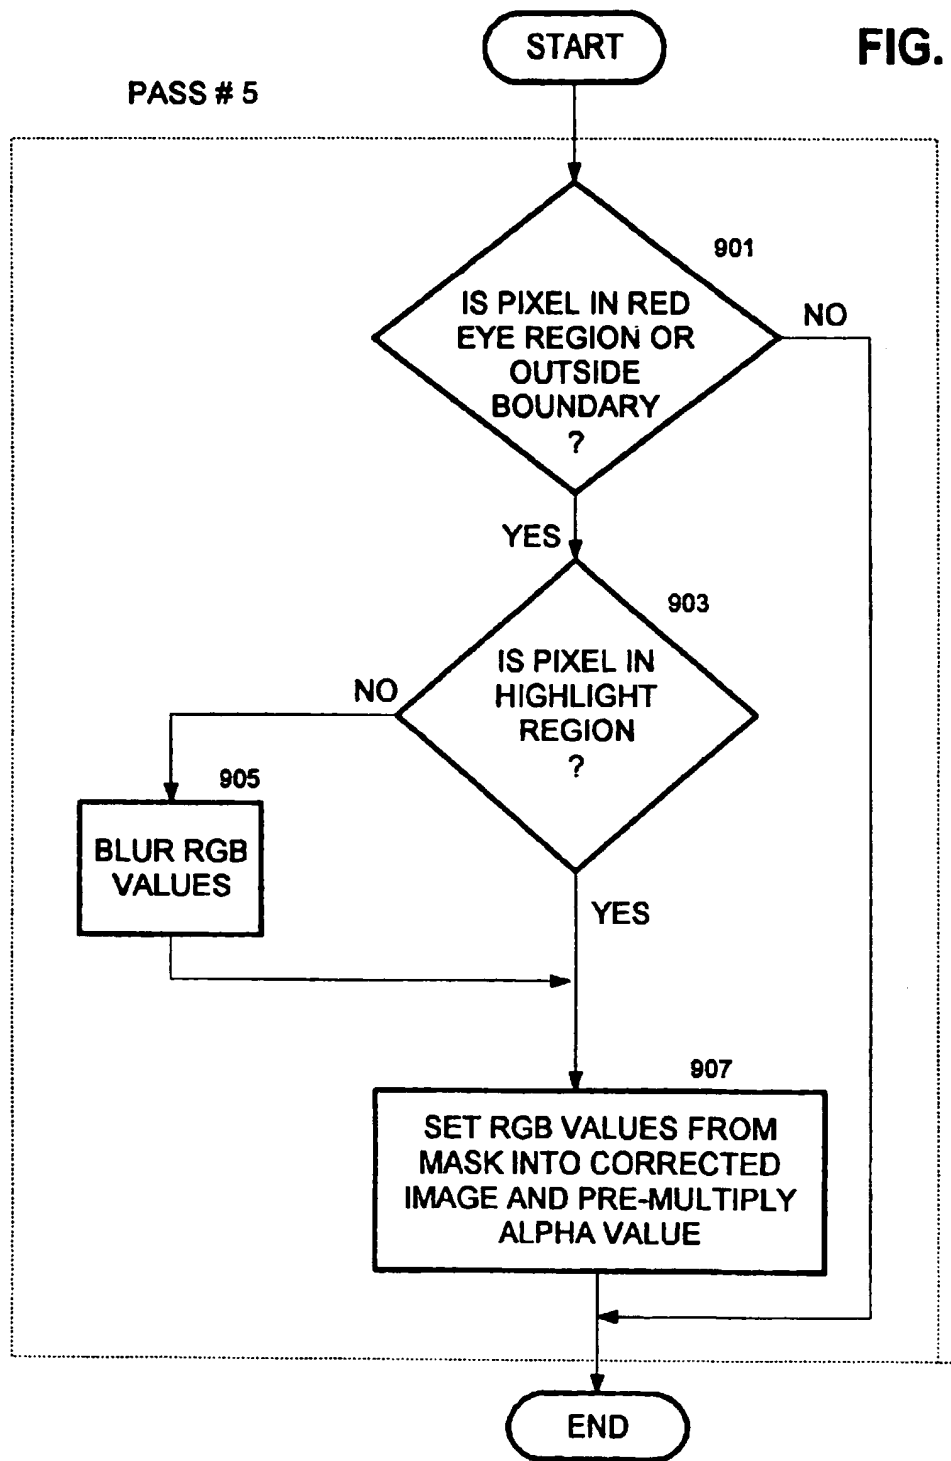 START
FIG.
PASS # 5
901
IS PIXEL IN RED
EYE REGION OR
OUTSIDE
BOUNDARY
?
NO
YES
903
IS PIXEL IN
HIGHLIGHT
REGION
?
NO
905
BLUR RGB
VALUES
YES
907
SET RGB VALUES FROM
MASK INTO CORRECTED
IMAGE AND PRE-MULTIPLY
ALPHA VALUE
END